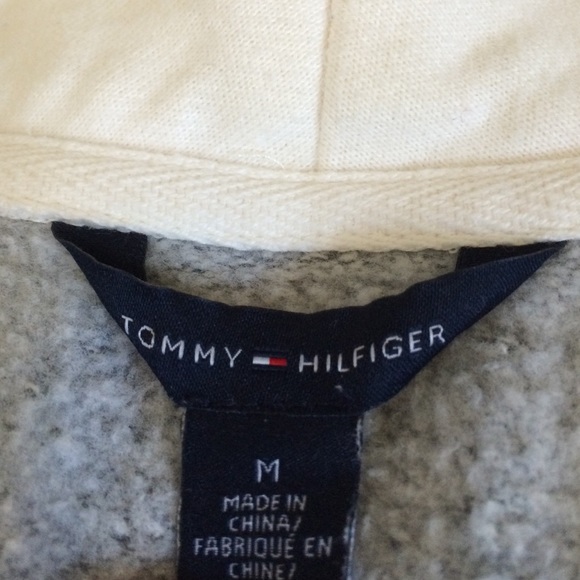 TOMMY HILFIGER
M
MADE IN
CHINA/
FABRIQUÉ EN
CHINE/